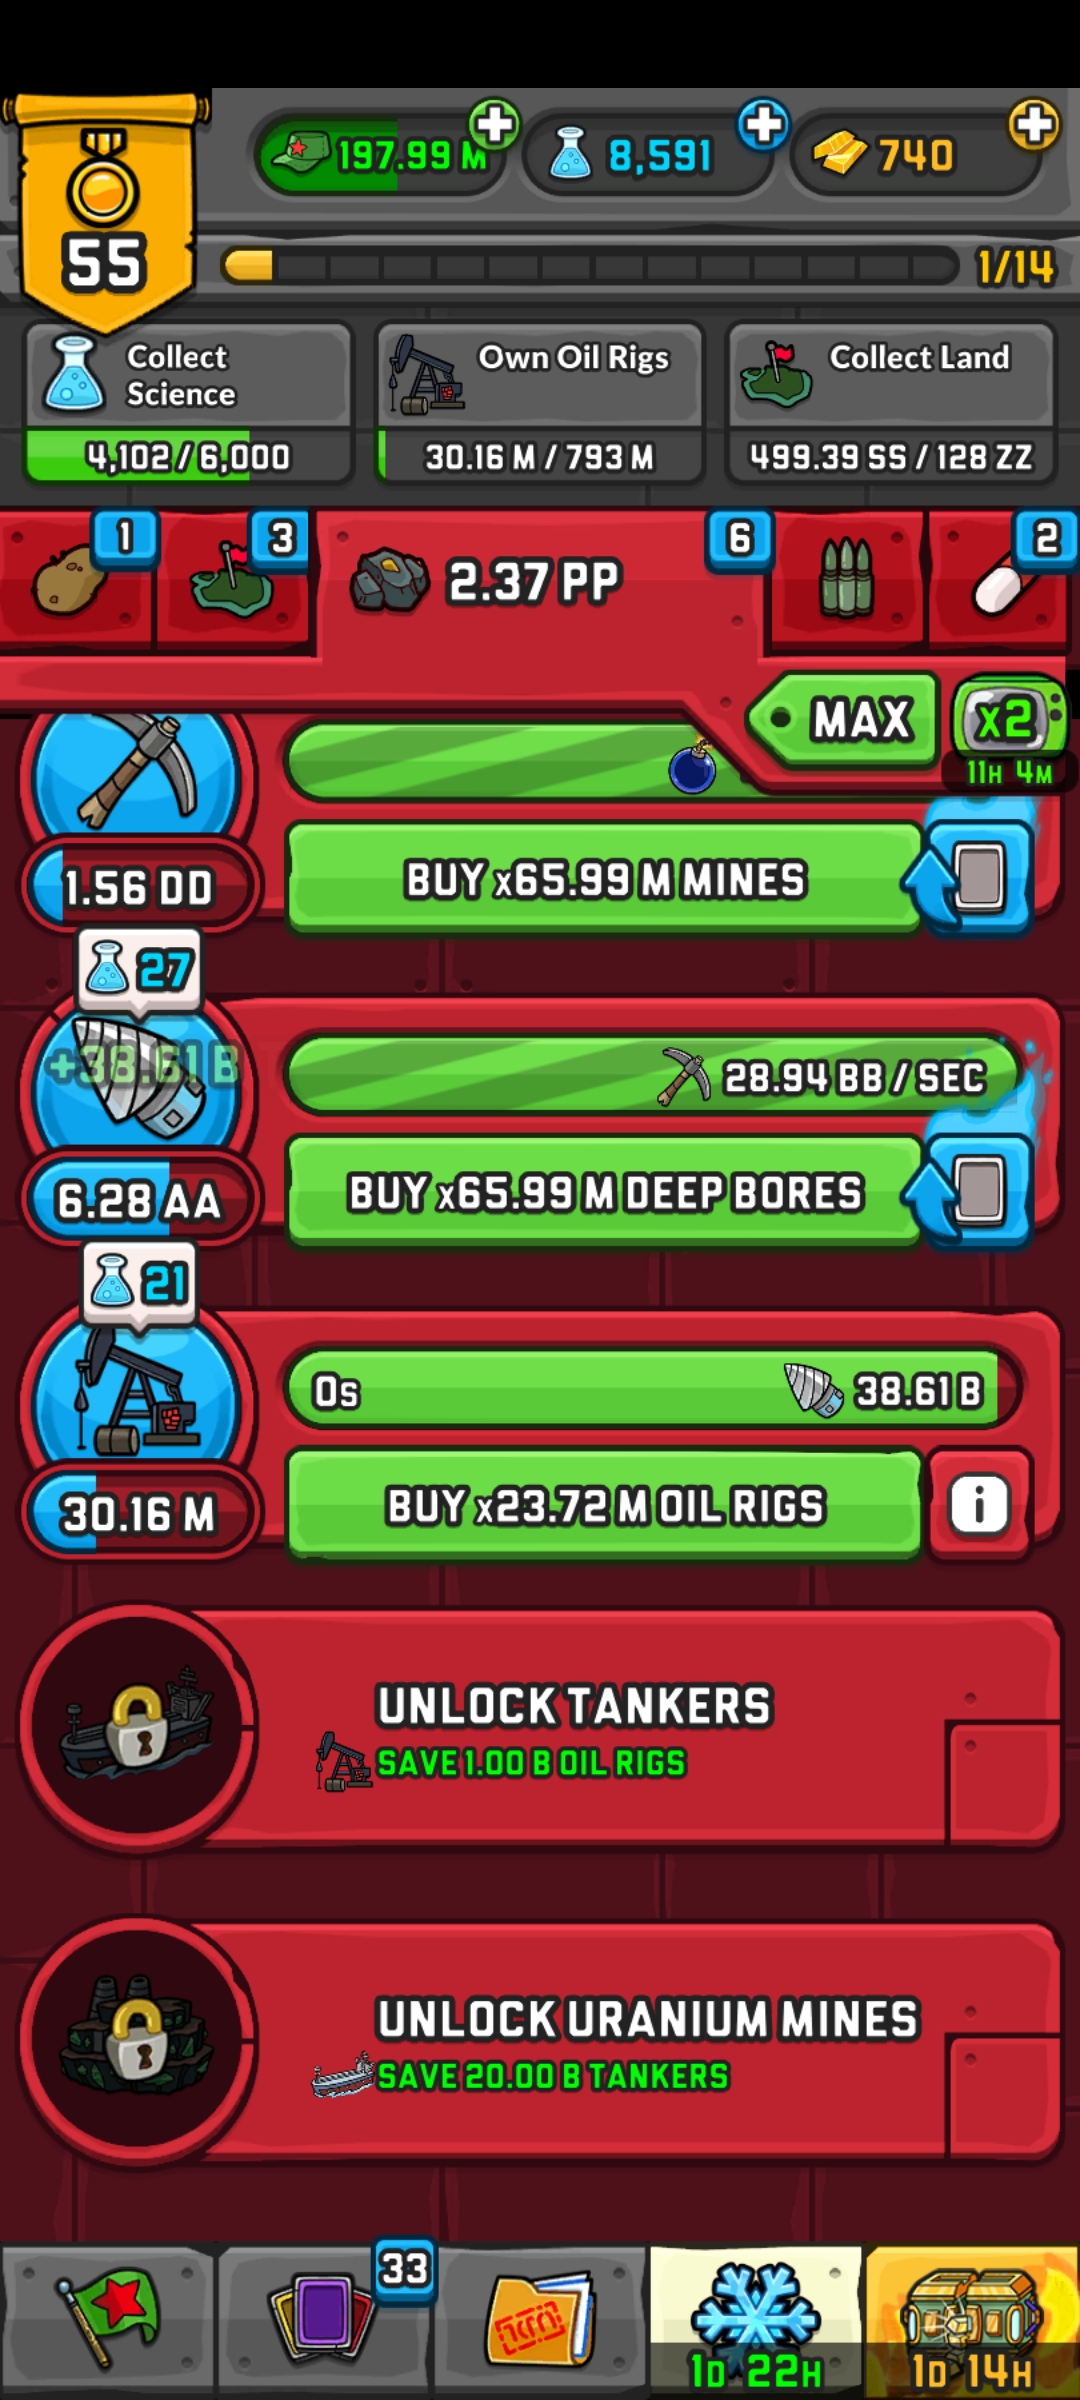 55
197.99 M
8,591
740
1/14
Collect Science
4,102 / 6,000
Own Oil Rigs
30.16 M / 793 M
Collect Land
499.39 SS / 128 ZZ
1
3
2.37 PP
6
2
MAX
x2
11H 4M
1.56 DD
BUY x65.99 M MINES
27
+38.61 B
28.94 BB / SEC
6.28 AA
BUY x65.99 M DEEP BORES
21
0s
38.61 B
30.16 M
BUY x23.72 M OIL RIGS
i
UNLOCK TANKERS
SAVE 1.00 B OIL RIGS
UNLOCK URANIUM MINES
SAVE 20.00 B TANKERS
33
1D 22H
1D 14H